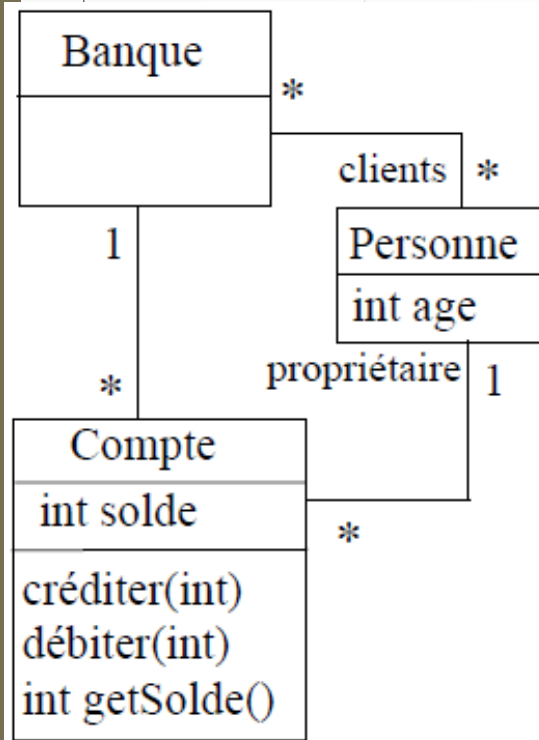 Banque
*
clients *
1
Personne
int age
propriétaire 1
*
Compte
int solde
*
créditer(int)
débiter(int)
int getSolde()